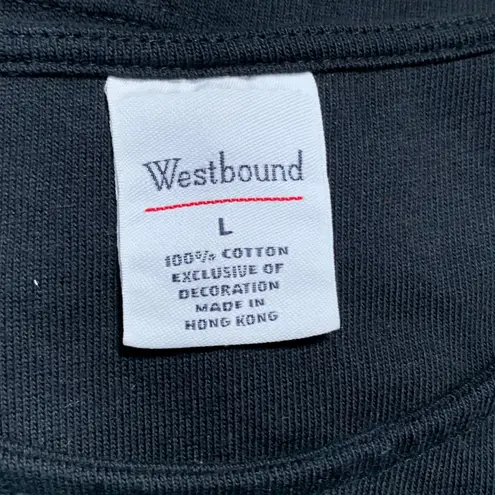 Westbound
L
100% COTTON
EXCLUSIVE OF
DECORATION
MADE IN
HONG KONG